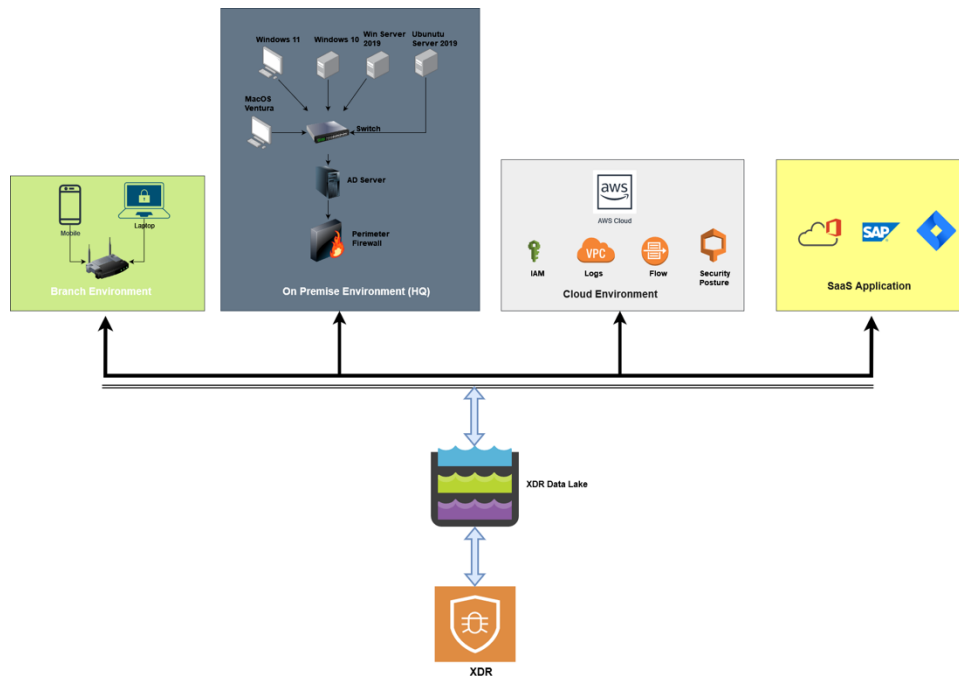 Windows 11
Windows 10
Win Server
2019
Ubunutu
Server 2019
MacOS
Ventura
Switch
AD Server
Perimeter
Firewall
On Premise Environment (HQ)
Mobile
Laptop
Branch Environment
aws
AWS Cloud
IAM
VPC
Logs
Flow
Security
Posture
Cloud Environment
SAP
SaaS Application
XDR Data Lake
XDR